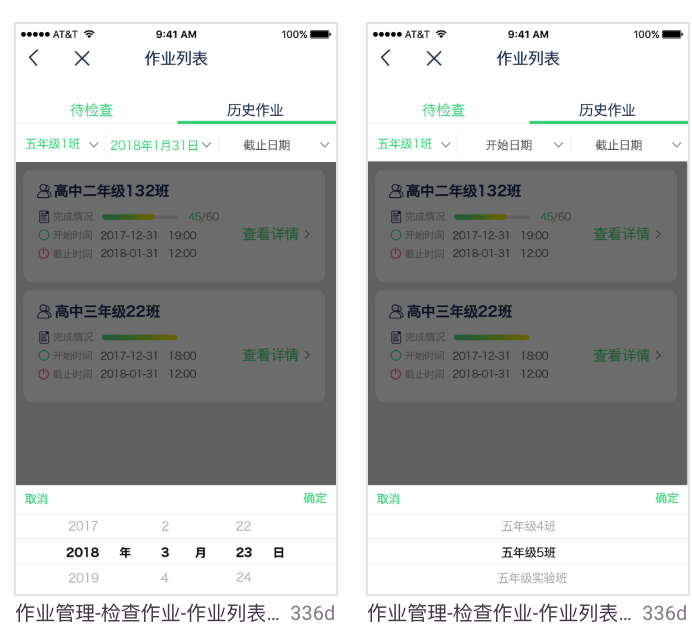 AT&T 9:41 AM 100%
作业列表
待检查 历史作业
五年级1班 2018年1月31日 截止日期
高中二年级132班
完成情况 45/60
开始时间 2017-12-31 19:00 查看详情
截止时间 2018-01-31 12:00
高中三年级22班
完成情况
开始时间 2017-12-31 18:00 查看详情
截止时间 2018-01-31 12:00
取消 确定
2017 2 22
2018 年 3 月 23 日
2019 4 24
作业管理-检查作业-作业列表... 336d
AT&T 9:41 AM 100%
作业列表
待检查 历史作业
五年级1班 开始日期 截止日期
高中二年级132班
完成情况 45/60
开始时间 2017-12-31 19:00 查看详情
截止时间 2018-01-31 12:00
高中三年级22班
完成情况
开始时间 2017-12-31 18:00 查看详情
截止时间 2018-01-31 12:00
取消 确定
五年级4班
五年级5班
五年级实验班
作业管理-检查作业-作业列表... 336d